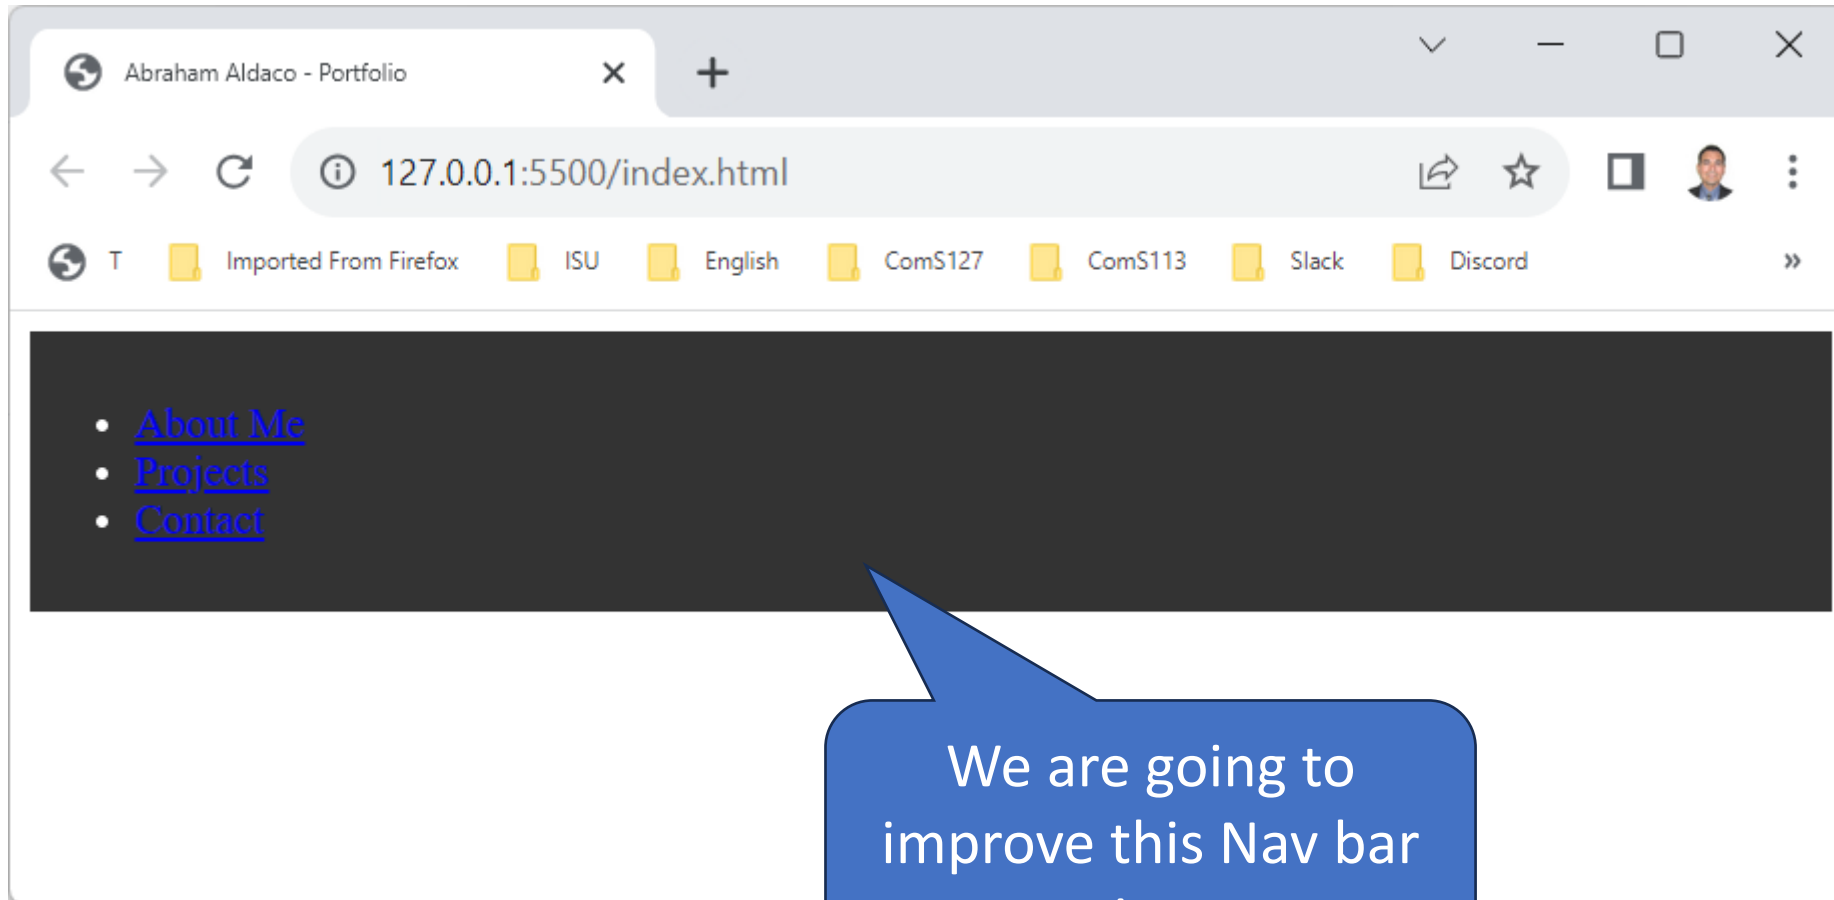 Abraham Aldaco - Portfolio
127.0.0.1:5500/index.html
T Imported From Firefox ISU English ComS127 ComS113 Slack Discord »
• About Me
• Projects
• Contact
We are going to
improve this Nav bar